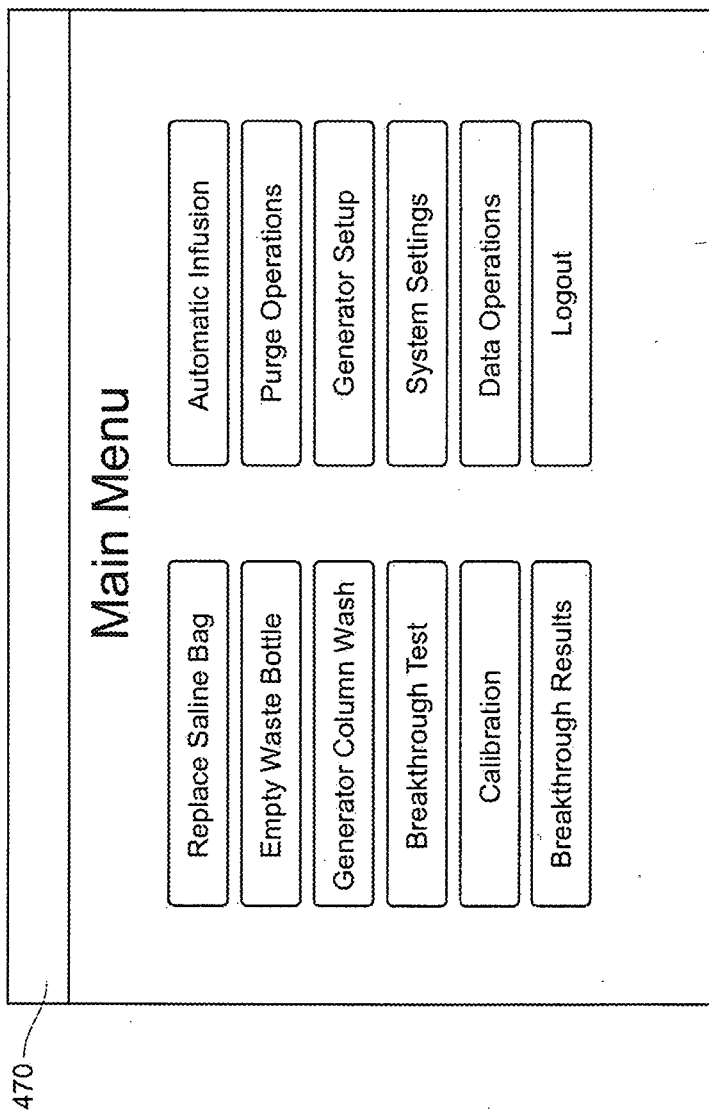 470
Main Menu
Replace Saline Bag
Automatic Infusion
Empty Waste Bottle
Purge Operations
Generator Column Wash
Generator Setup
Breakthrough Test
System Settings
Calibration
Data Operations
Breakthrough Results
Logout